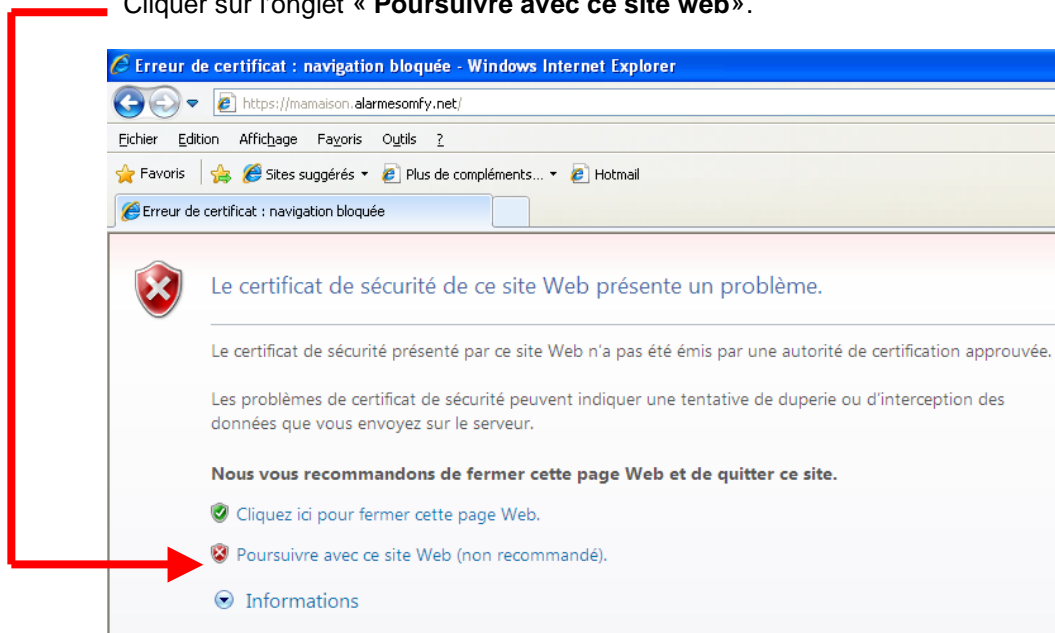 Cliquer sur l'onglet « Poursuivre avec ce site web».
Erreur de certificat : navigation bloquée - Windows Internet Explorer
https://mamaison.alarmesomfy.net/
Fichier Edition Affichage Favoris Outils ?
Favoris Sites suggérés Plus de compléments... Hotmail
Erreur de certificat : navigation bloquée
Le certificat de sécurité de ce site Web présente un problème.
Le certificat de sécurité présenté par ce site Web n'a pas été émis par une autorité de certification approuvée.
Les problèmes de certificat de sécurité peuvent indiquer une tentative de duperie ou d'interception des
données que vous envoyez sur le serveur.
Nous vous recommandons de fermer cette page Web et de quitter ce site.
Cliquez ici pour fermer cette page Web.
Poursuivre avec ce site Web (non recommandé).
Informations